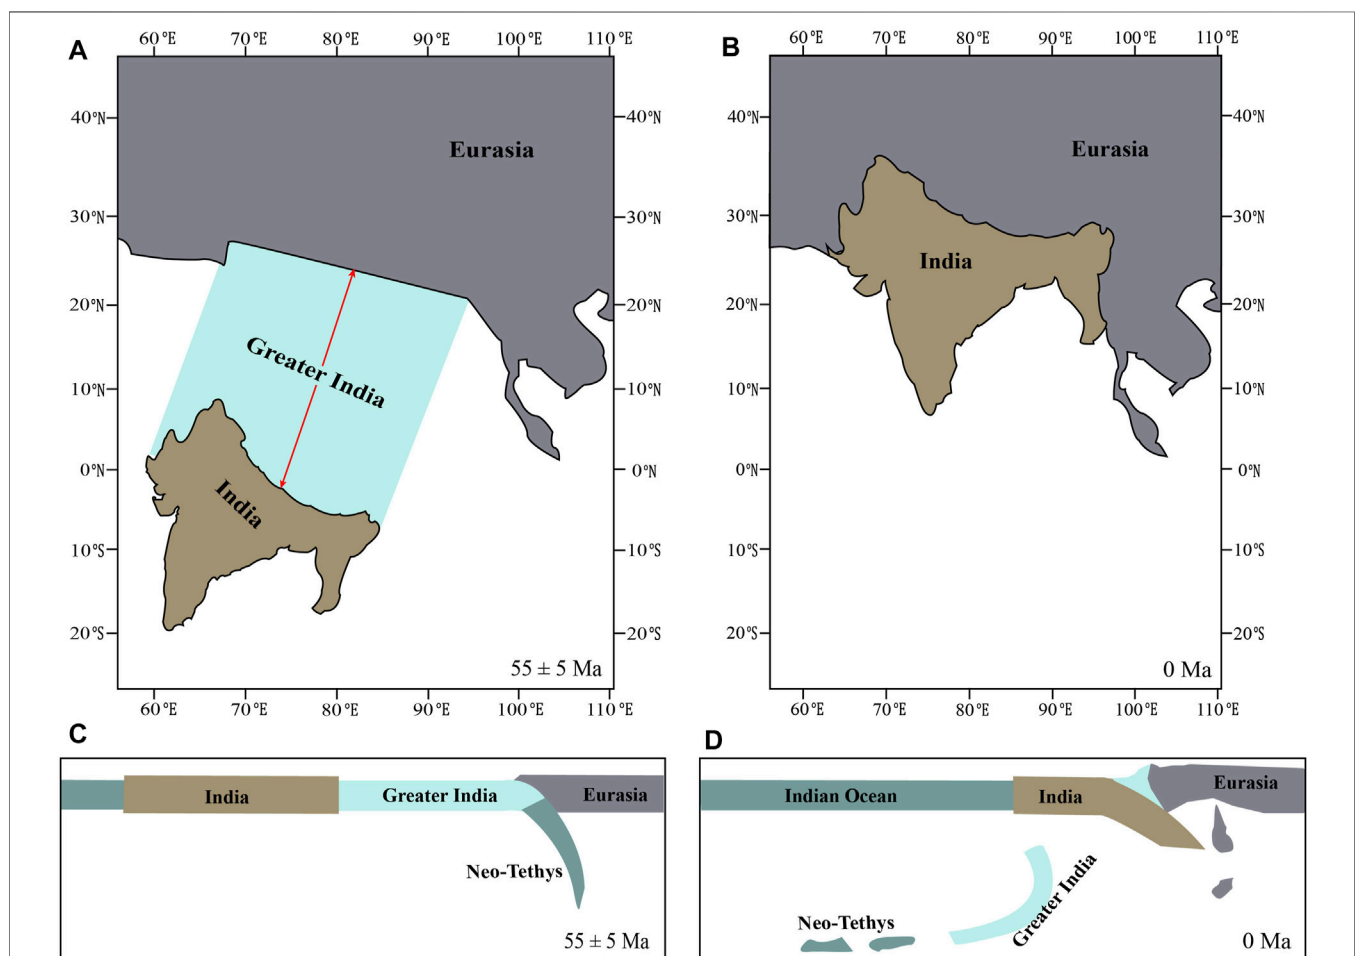 A
60°E 70°E 80°E 90°E 100°E 110°E
40°N 40°N
Eurasia
30°N 30°N
20°N 20°N
Greater India
10°N 10°N
0°N 0°N
India
10°S 10°S
20°S 20°S
55 ± 5 Ma
60°E 70°E 80°E 90°E 100°E 110°E
B
60°E 70°E 80°E 90°E 100°E 110°E
40°N 40°N
Eurasia
30°N 30°N
India
20°N 20°N
10°N 10°N
0°N 0°N
10°S 10°S
20°S 20°S
0 Ma
60°E 70°E 80°E 90°E 100°E 110°E
C
India Greater India Eurasia
Neo-Tethys
55 ± 5 Ma
D
Indian Ocean India Eurasia
Greater India
Neo-Tethys
0 Ma